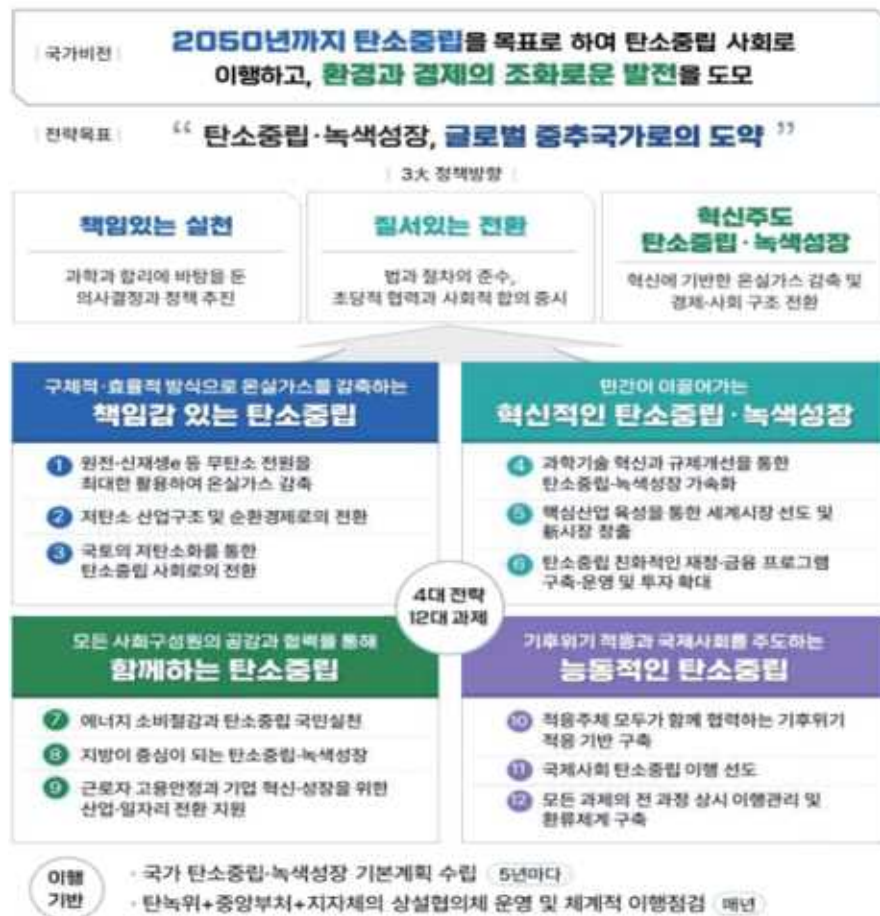 국가비전
2050년까지 탄소중립을 목표로 하여 탄소중립 사회로
이행하고, 환경과 경제의 조화로운 발전을 도모
전략목표
“ 탄소중립·녹색성장, 글로벌 중추국가로의 도약 ”
3大 정책방향
책임있는 실천
과학과 합리에 바탕을 둔
의사결정과 정책 추진
질서있는 전환
법과 절차의 준수,
초당적 협력과 사회적 합의 중시
혁신주도
탄소중립·녹색성장
혁신에 기반한 온실가스 감축 및
경제·사회 구조 전환
구체적·효율적 방식으로 온실가스를 감축하는
책임감 있는 탄소중립
1 원전·신재생e 등 무탄소 전원을
최대한 활용하여 온실가스 감축
2 저탄소 산업구조 및 순환경제로의 전환
3 국토의 저탄소화를 통한
탄소중립 사회로의 전환
민간이 이끌어가는
혁신적인 탄소중립·녹색성장
4 과학기술 혁신과 규제개선을 통한
탄소중립·녹색성장 가속화
5 핵심산업 육성을 통한 세계시장 선도 및
新시장 창출
6 탄소중립 친화적인 재정·금융 프로그램
구축·운영 및 투자 확대
4대 전략
12대 과제
모든 사회구성원의 공감과 협력을 통해
함께하는 탄소중립
7 에너지 소비절감과 탄소중립 국민실천
8 지방이 중심이 되는 탄소중립·녹색성장
9 근로자 고용안정과 기업 혁신·성장을 위한
산업·일자리 전환 지원
기후위기 적응과 국제사회를 주도하는
능동적인 탄소중립
10 적응주체 모두가 함께 협력하는 기후위기
적응 기반 구축
11 국제사회 탄소중립 이행 선도
12 모든 과제의 전 과정 상시 이행관리 및
환류체계 구축
이행
기반
· 국가 탄소중립·녹색성장 기본계획 수립 5년마다
· 탄녹위+중앙부처+지자체의 상설협의체 운영 및 체계적 이행점검 매년